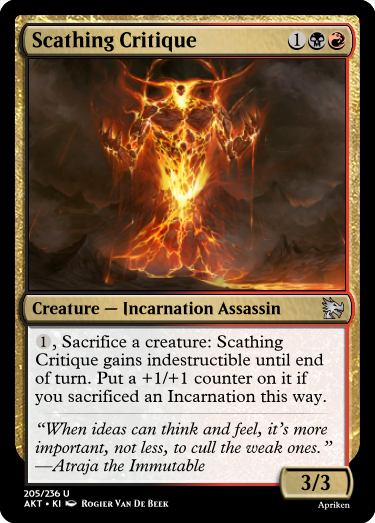 Scathing Critique 1
Creature — Incarnation Assassin
1, Sacrifice a creature: Scathing
Critique gains indestructible until end
of turn. Put a +1/+1 counter on it if
you sacrificed an Incarnation this way.
“When ideas can think and feel, it’s more
important, not less, to cull the weak ones.”
—Atraja the Immutable
3/3
205/236 U
AKT • KI Rogier Van De Beek
Apriken